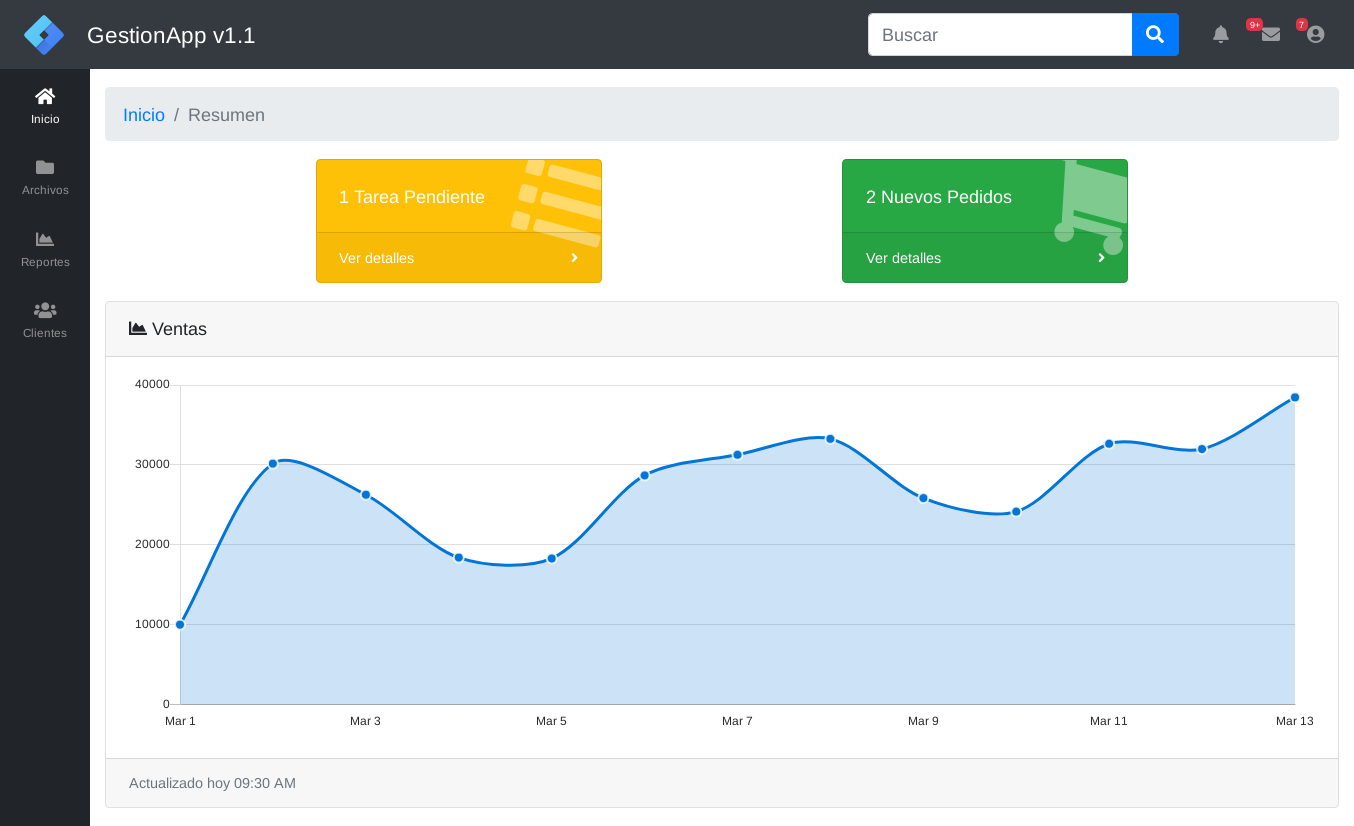 GestionApp v1.1
Buscar
9+
7
Inicio
Archivos
Reportes
Clientes
Inicio / Resumen
1 Tarea Pendiente
Ver detalles
2 Nuevos Pedidos
Ver detalles
Ventas
40000
30000
20000
10000
0
Mar 1 Mar 3 Mar 5 Mar 7 Mar 9 Mar 11 Mar 13
Actualizado hoy 09:30 AM